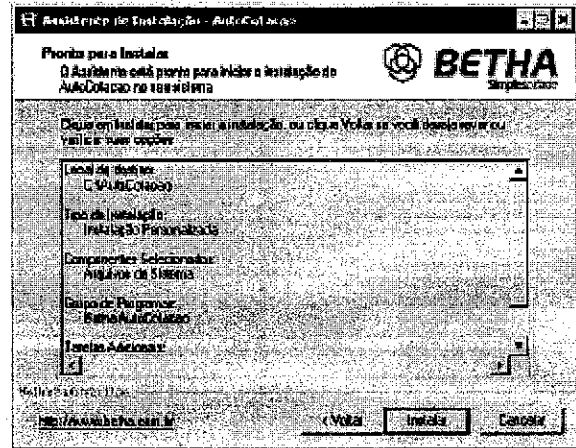 Assistente de Instalação - AutoCotacao
Pronto para Instalar
O Assistente está pronto para iniciar a instalação de
AutoCotacao no seu sistema.
BETHA
Clique em Instalar para iniciar a instalação, ou clique Voltar se você deseja rever ou
suas opções
Local de destino:
C:\AutoCotacao
Tipo de Instalação:
Instalação Personalizada
Componentes Selecionados:
Arquivos de Sistema
Grupo de Programas:
Betha AutoCotacao
Tarefas Adicionais:
http://www.betha.com.br
< Voltar
Instalar
Cancelar